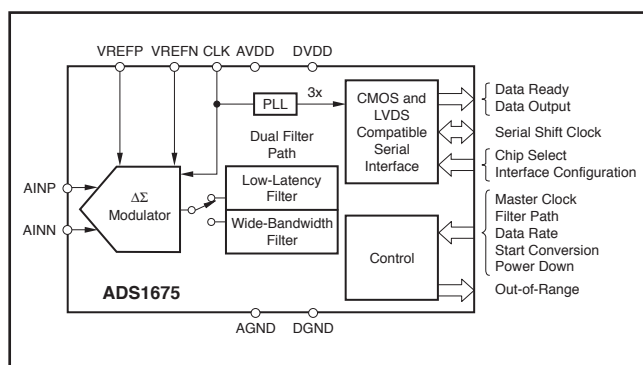 VREFP VREFN CLK AVDD DVDD
PLL
3x
CMOS and
LVDS
Compatible
Serial
Interface
Data Ready
Data Output
Serial Shift Clock
Chip Select
Interface Configuration
Dual Filter
Path
AINP
AINN
ΔΣ
Modulator
Low-Latency
Filter
Wide-Bandwidth
Filter
Control
Master Clock
Filter Path
Data Rate
Start Conversion
Power Down
Out-of-Range
ADS1675
AGND DGND